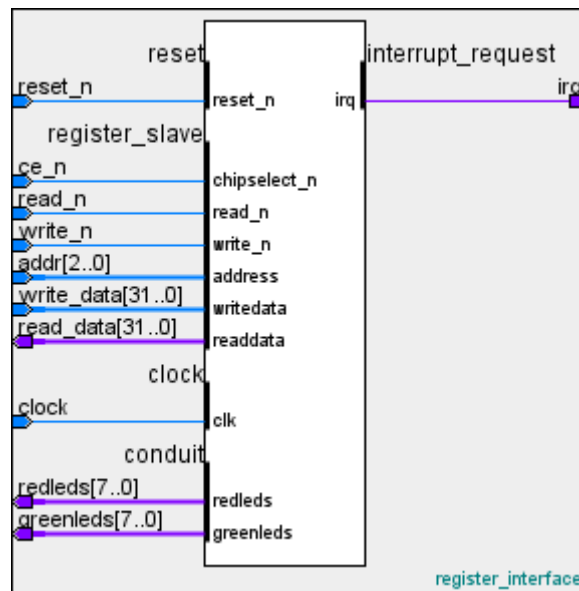 reset
interrupt_request
reset_n
irq
reset_n
irq
register_slave
ce_n
chipselect_n
read_n
read_n
write_n
write_n
addr[2..0]
address
write_data[31..0]
writedata
read_data[31..0]
readdata
clock
clock
clk
conduit
redleds[7..0]
redleds
greenleds[7..0]
greenleds
register_interface